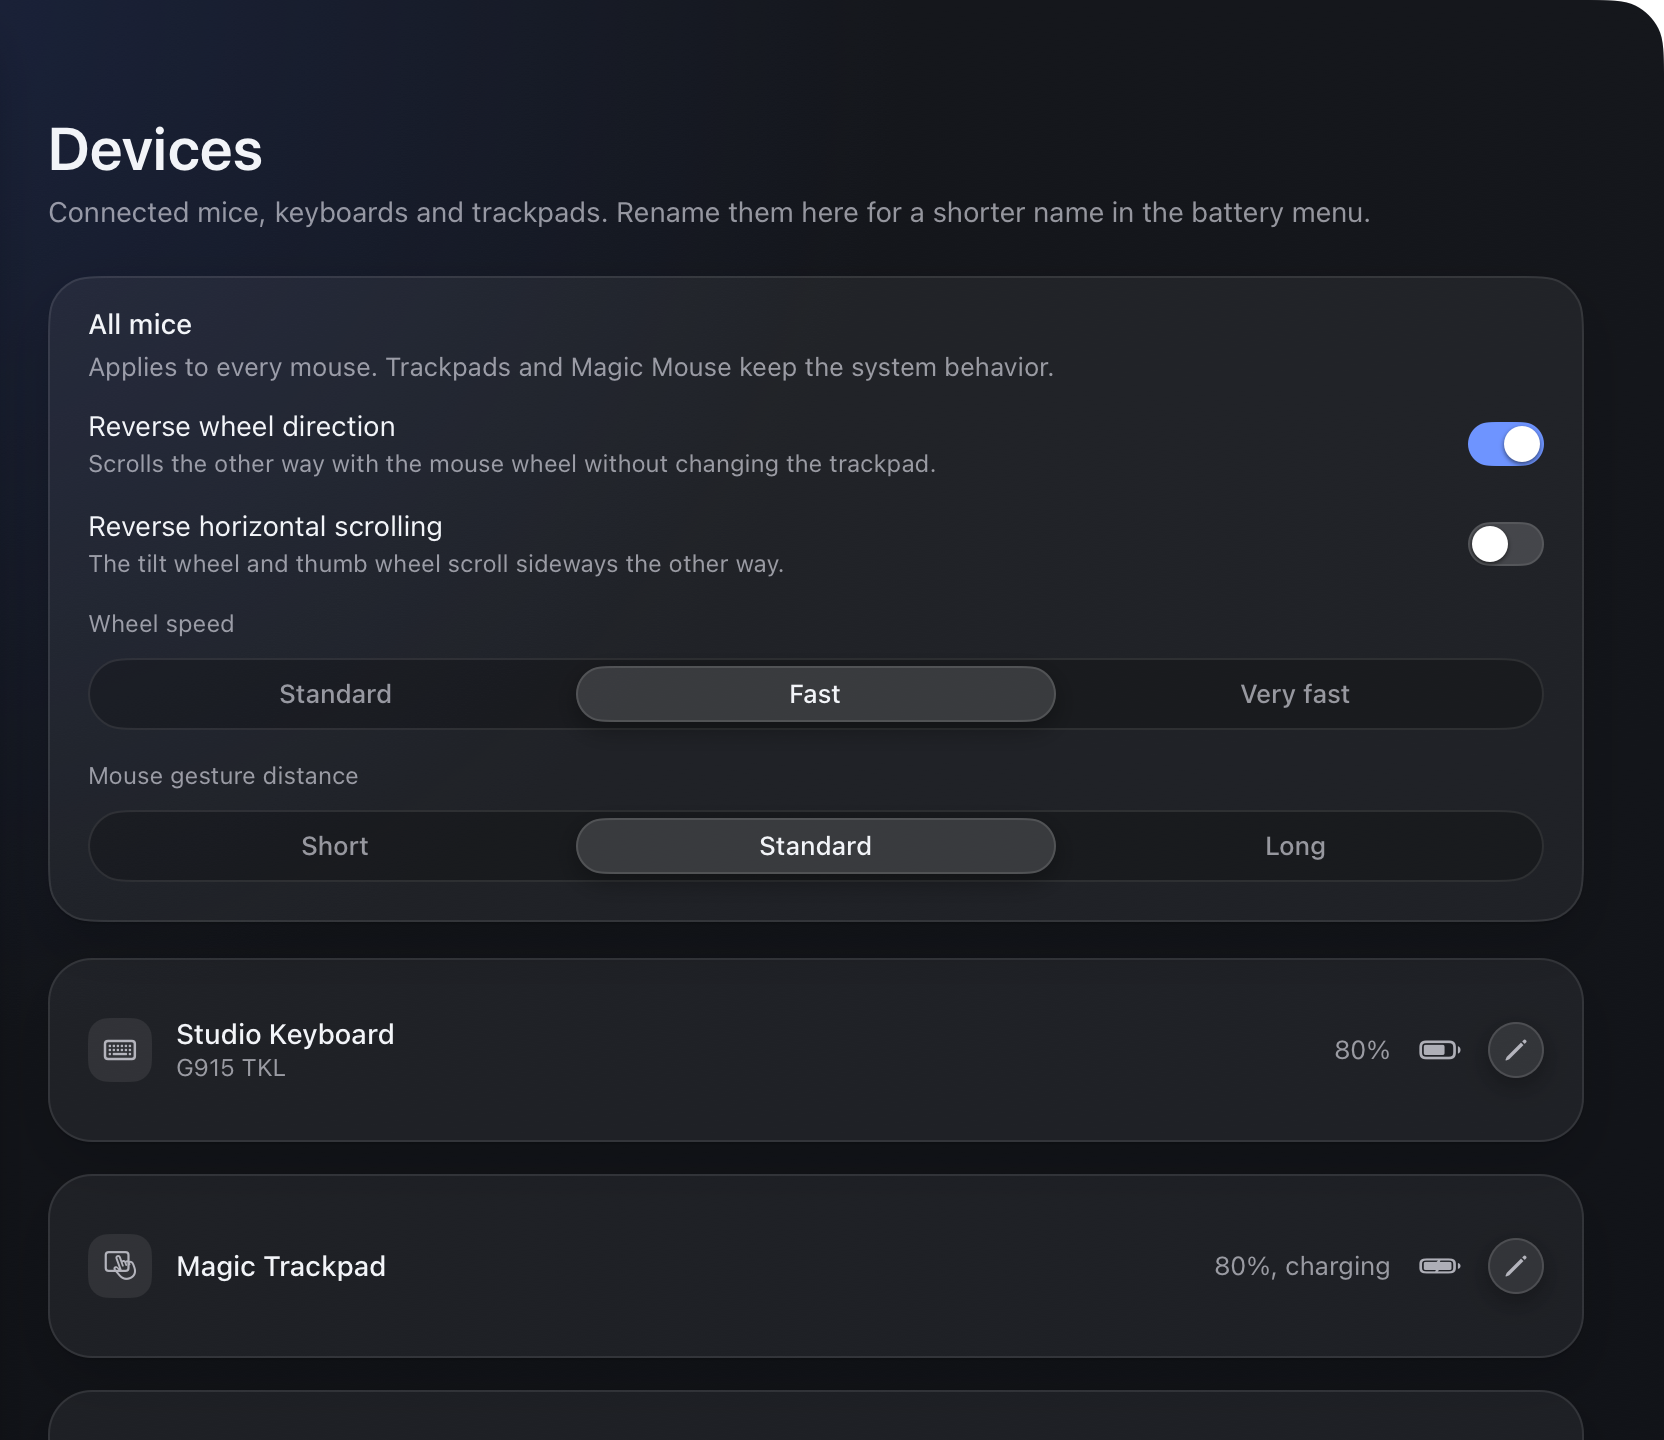 Devices
Connected mice, keyboards and trackpads. Rename them here for a shorter name in the battery menu.
All mice
Applies to every mouse. Trackpads and Magic Mouse keep the system behavior.
Reverse wheel direction
Scrolls the other way with the mouse wheel without changing the trackpad.
Reverse horizontal scrolling
The tilt wheel and thumb wheel scroll sideways the other way.
Wheel speed
Standard Fast Very fast
Mouse gesture distance
Short Standard Long
Studio Keyboard
G915 TKL
80%
Magic Trackpad
80%, charging